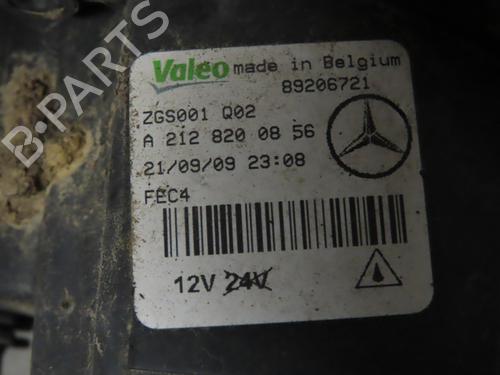 Valeo made in Belgium
89206721
ZGS001 Q02
A 212 820 08 56
21/09/09 23:08
FEC4
12V 24V
B-PARTS